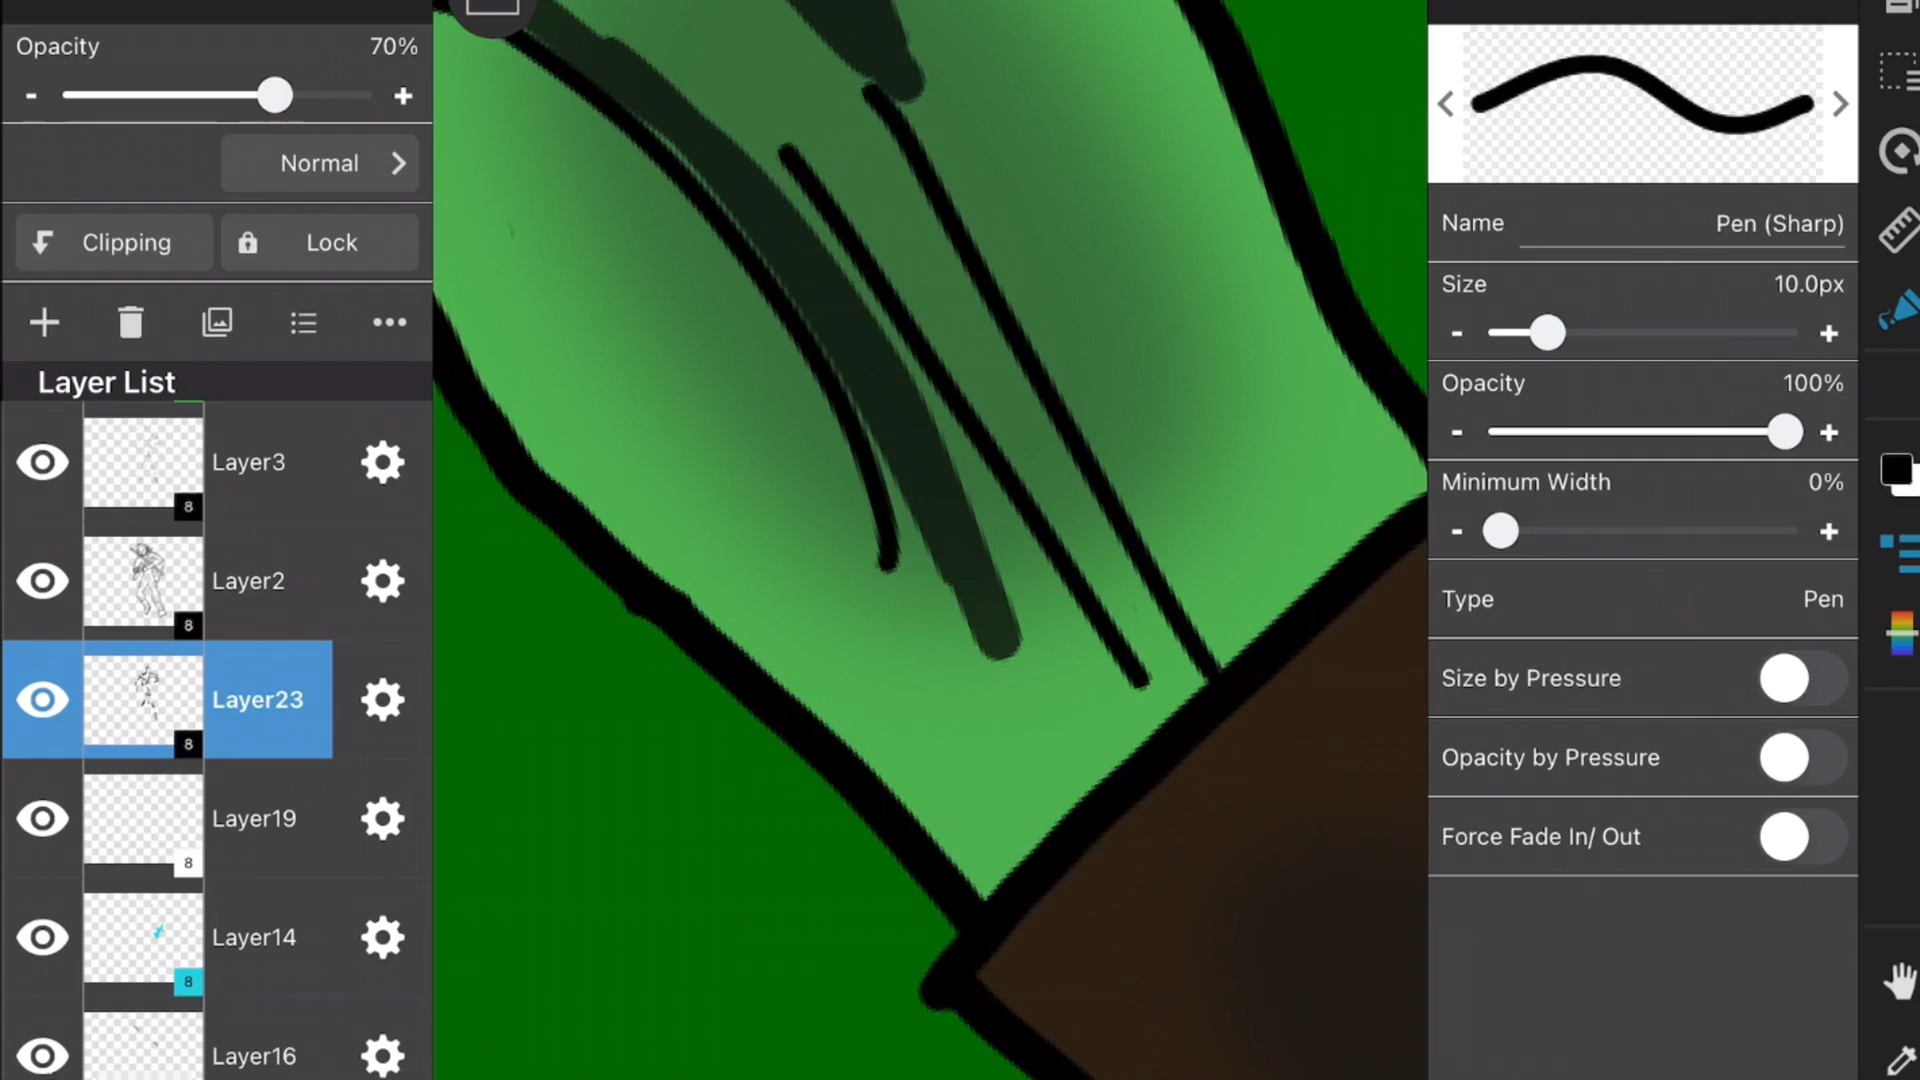 Opacity 70%
- +
Normal
Clipping Lock
Layer List
Layer3
8
Layer2
8
Layer23
8
Layer19
8
Layer14
8
Layer16
Name Pen (Sharp)
Size 10.0px
- +
Opacity 100%
- +
Minimum Width 0%
- +
Type Pen
Size by Pressure
Opacity by Pressure
Force Fade In/ Out